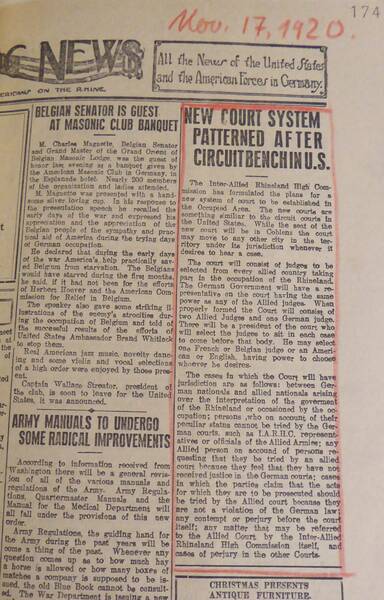 Nov. 17, 1920.
174
NEWS
AMERICANS ON THE RHINE.
All the News of the United States
and the American Forces in Germany.
BELGIAN SENATOR IS GUEST
AT MASONIC CLUB BANQUET
M. Charles Magnette, Belgian Senator
and Grand Master of the Grand Orient of
Belgian Masonic Lodge, was the guest of
honor last evening at a banquet given by
the American Masonic Club in Germany, in
the Esplanade hotel. Nearly 200 members
of the organization and ladies attended.
M. Magnette was presented with a hand-
some silver loving cup. In his response to
the presentation speech he recalled the
early days of the war and expressed his
appreciation and the appreciation of the
Belgian people of the sympathy and prac-
tical aid of America during the trying days
of German occupation.
He declared that during the early days
of the war America's, help practically sav-
ed Belgium from starvation. The Belgians
would have starved during the first months,
he said, if it had not been for the efforts
of Herbert Hoover and the American Com-
mission for Relief in Belgium.
The speaker also gave some striking il-
lustrations of the enemy's atrocities dur-
ing the occupation of Belgium and told of
the successful results of the efforts of
United States Ambassador Brand Whitlock
to stop them.
Real American jazz music, novelty danc-
ing and some violin and vocal selections
of a high order were enjoyed by those pres-
ent.
Captain Wallace Streator, president of
the club, is soon to leave for the United
States, it was announced.
ARMY MANUALS TO UNDERGO
SOME RADICAL IMPROVEMENTS
According to information received from
Washington there will be a general revis-
ion of all of the various manuals and
regulations of the Army. Army Regula-
tions, Quartermaster Manuals and the
Manual for the Medical Department will
all fall under the provisions of this new
order.
Army Regulations, the guiding hand for
the Army during the past years will be
come a thing of the past. Whenever any
question comes up as to how much hay
a horse is allowed or how many boxes of
matches a company is supposed to be is-
sued, the old Blue Book cannot be consult-
ed. The War Department is issuing a new
NEW COURT SYSTEM
PATTERNED AFTER
CIRCUIT BENCH IN U.S.
The Inter-Allied Rhineland High Com-
mission has formulated the plans for a
new system of court to be established in
the Occupied Area. The new courts are
something similar to the circuit courts in
the United States. While the seat of the
new court will be in Coblenz the court
may to move to any other city in the ter-
ritory under its jurisdiction whenever it
desires to hear a case.
The court will consist of judges to be
selected from every allied country taking
part in the occupation of the Rhineland.
The German Government will have a re-
presentative on the court having the same
power as any of the Allied judges. When
properly formed the Court will consist of
two Allied Judges and one German judge.
There will be a president of the court who
will select the judges to sit in each case
to come before that body. He may select
one French or Belgian judge or an Ameri-
can or English, having power to choose
whoever he desires.
The cases in which the Court will have
jurisdiction are as follows: between Ger-
man nationals and allied nationals arising
over the interpretation of the government
of the Rhineland or occasioned by the oc-
cupation; persons who on account of their
peculiar status cannot be tried by the Ger-
man courts, such as I.A.R.H.C. represent-
atives or officials of the Allied Armies; any
Allied person on account of persons re-
questing that they be tried by an allied
court because they feel that they have not
received justice in the German courts; cases
in which the parties claim that the acts
for which they are to be prosecuted should
be tried by the Allied court because they
are not a violation of the German law;
any contempt or perjury before the court
itself; any matter that may be referred
to the Allied Court by the Inter-Allied
Rhineland High Commission itself, and
cases of perjury in the other Courts.
CHRISTMAS PRESENTS
ANTIQUE FURNITURE.